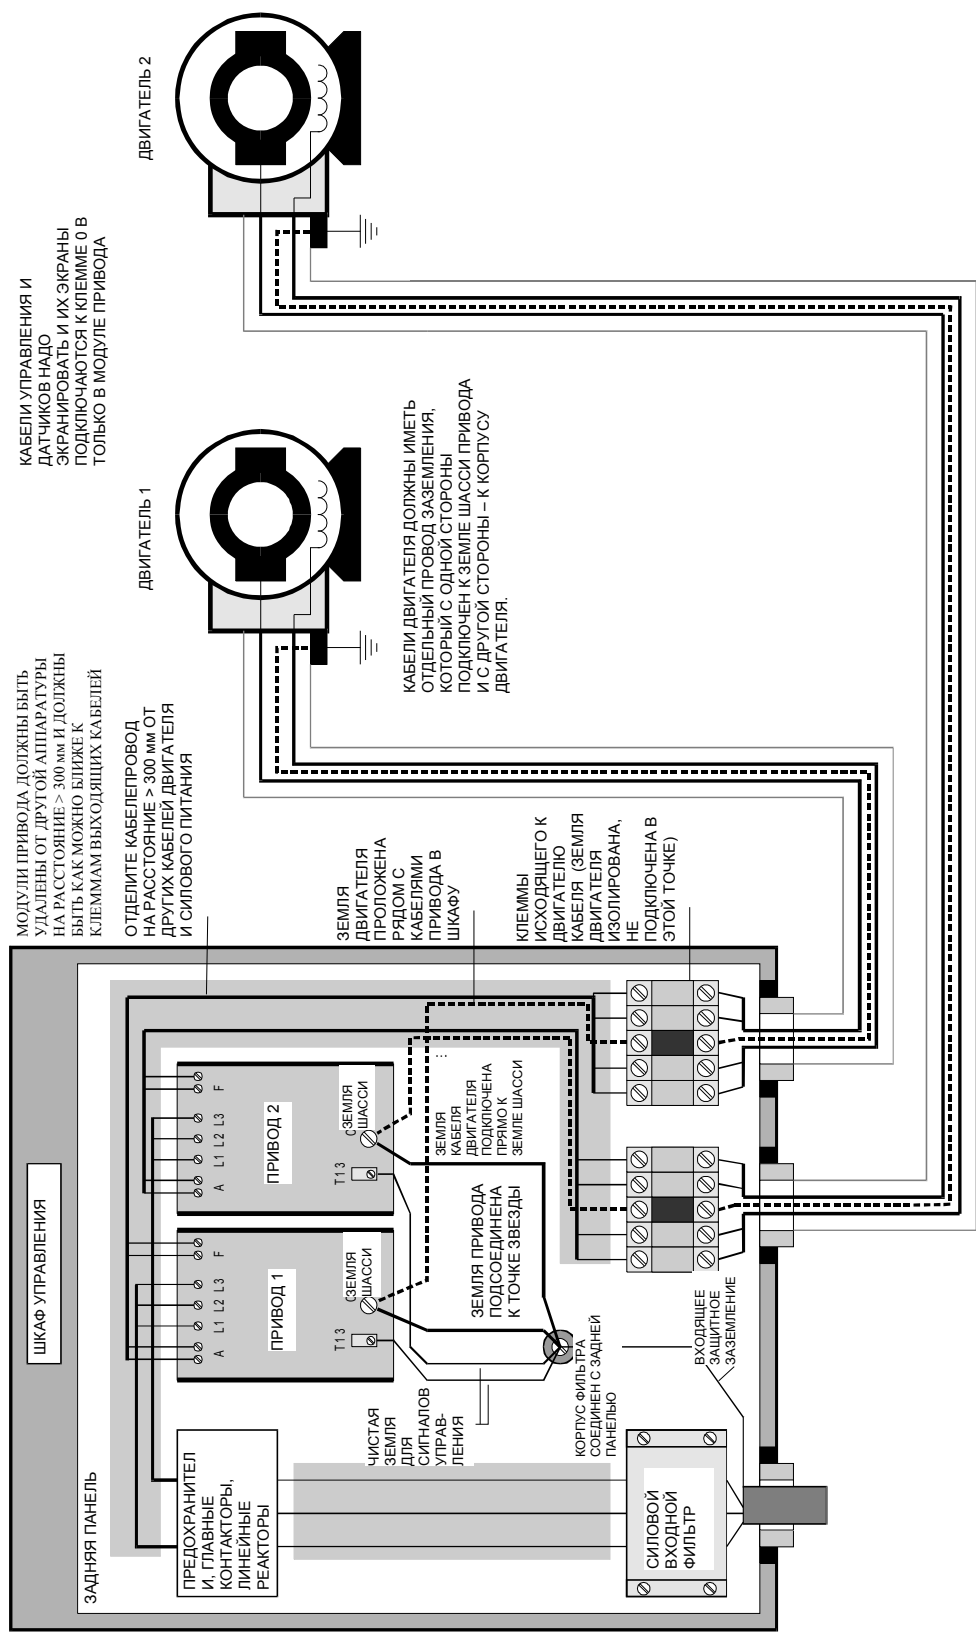 ШКАФ УПРАВЛЕНИЯ
ЗАДНЯЯ ПАНЕЛЬ
МОДУЛИ ПРИВОДА ДОЛЖНЫ БЫТЬ
УДАЛЕНЫ ОТ ДРУГОЙ АППАРАТУРЫ
НА РАССТОЯНИЕ > 300 мм И ДОЛЖНЫ
БЫТЬ КАК МОЖНО БЛИЖЕ К
КЛЕММАМ ВЫХОДЯЩИХ КАБЕЛЕЙ
КАБЕЛИ УПРАВЛЕНИЯ И
ДАТЧИКОВ НАДО
ЭКРАНИРОВАТЬ И ИХ ЭКРАНЫ
ПОДКЛЮЧАЮТСЯ К КЛЕММЕ 0 В
ТОЛЬКО В МОДУЛЕ ПРИВОДА
ОТДЕЛИТЕ КАБЕЛЕПРОВОД
НА РАССТОЯНИЕ > 300 мм ОТ
ДРУГИХ КАБЕЛЕЙ ДВИГАТЕЛЯ
И СИЛОВОГО ПИТАНИЯ
ДВИГАТЕЛЬ 1
ДВИГАТЕЛЬ 2
ПРЕДОХРАНИТЕЛ
И, ГЛАВНЫЕ
КОНТАКТОРЫ,
ЛИНЕЙНЫЕ
РЕАКТОРЫ
A L1 L2 L3 F
ПРИВОД 1
T13
ЗЕМЛЯ
ШАССИ
A L1 L2 L3 F
ПРИВОД 2
T13
ЗЕМЛЯ
ШАССИ
ЗЕМЛЯ
ДВИГАТЕЛЯ
ПРОЛОЖЕНА
РЯДОМ С
КАБЕЛЯМИ
ПРИВОДА В
ШКАФУ
КАБЕЛИ ДВИГАТЕЛЯ ДОЛЖНЫ ИМЕТЬ
ОТДЕЛЬНЫЙ ПРОВОД ЗАЗЕМЛЕНИЯ,
КОТОРЫЙ С ОДНОЙ СТОРОНЫ
ПОДКЛЮЧЕН К ЗЕМЛЕ ШАССИ ПРИВОДА
И С ДРУГОЙ СТОРОНЫ – К КОРПУСУ
ДВИГАТЕЛЯ.
ЧИСТАЯ
ЗЕМЛЯ
ДЛЯ
СИГНАЛОВ
УПРАВ-
ЛЕНИЯ
ЗЕМЛЯ ПРИВОДА
ПОДСОЕДИНЕНА
К ТОЧКЕ ЗВЕЗДЫ
ЗЕМЛЯ
КАБЕЛЯ
ДВИГАТЕЛЯ
ПОДКЛЮЧЕНА
ПРЯМО К
ЗЕМЛЕ ШАССИ
КЛЕММЫ
ИСХОДЯЩЕГО К
ДВИГАТЕЛЮ
КАБЕЛЯ (ЗЕМЛЯ
ДВИГАТЕЛЯ
ИЗОЛИРОВАНА,
НЕ
ПОДКЛЮЧЕНА В
ЭТОЙ ТОЧКЕ)
КОРПУС ФИЛЬТРА
СОЕДИНЕН С ЗАДНЕЙ
ПАНЕЛЬЮ
СИЛОВОЙ
ВХОДНОЙ
ФИЛЬТР
ВХОДЯЩЕЕ
ЗАЩИТНОЕ
ЗАЗЕМЛЕНИЕ